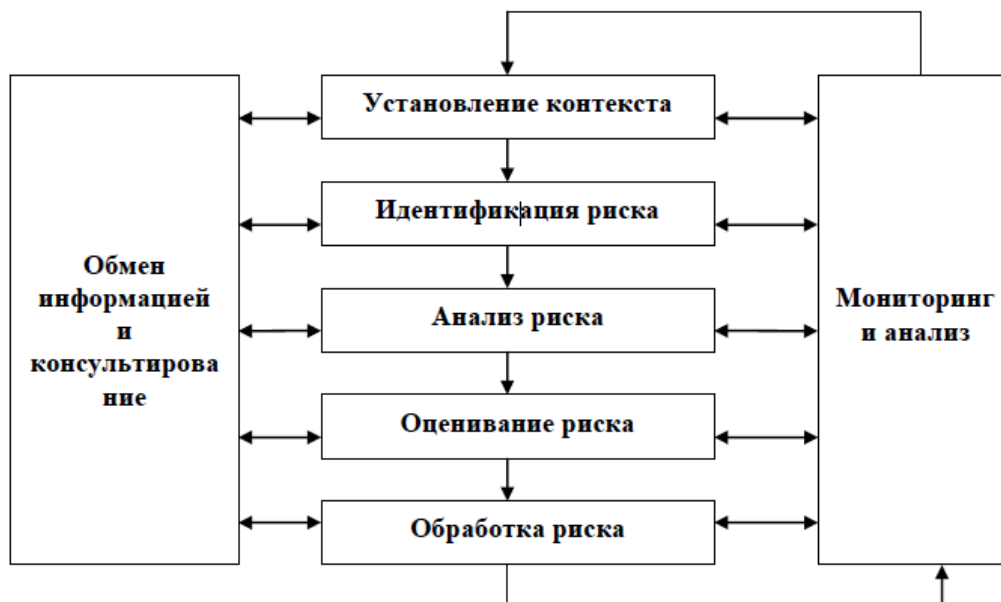 Установление контекста
Идентификация риска
Обмен
информацией
и
консультирова
ние
Анализ риска
Мониторинг
и анализ
Оценивание риска
Обработка риска